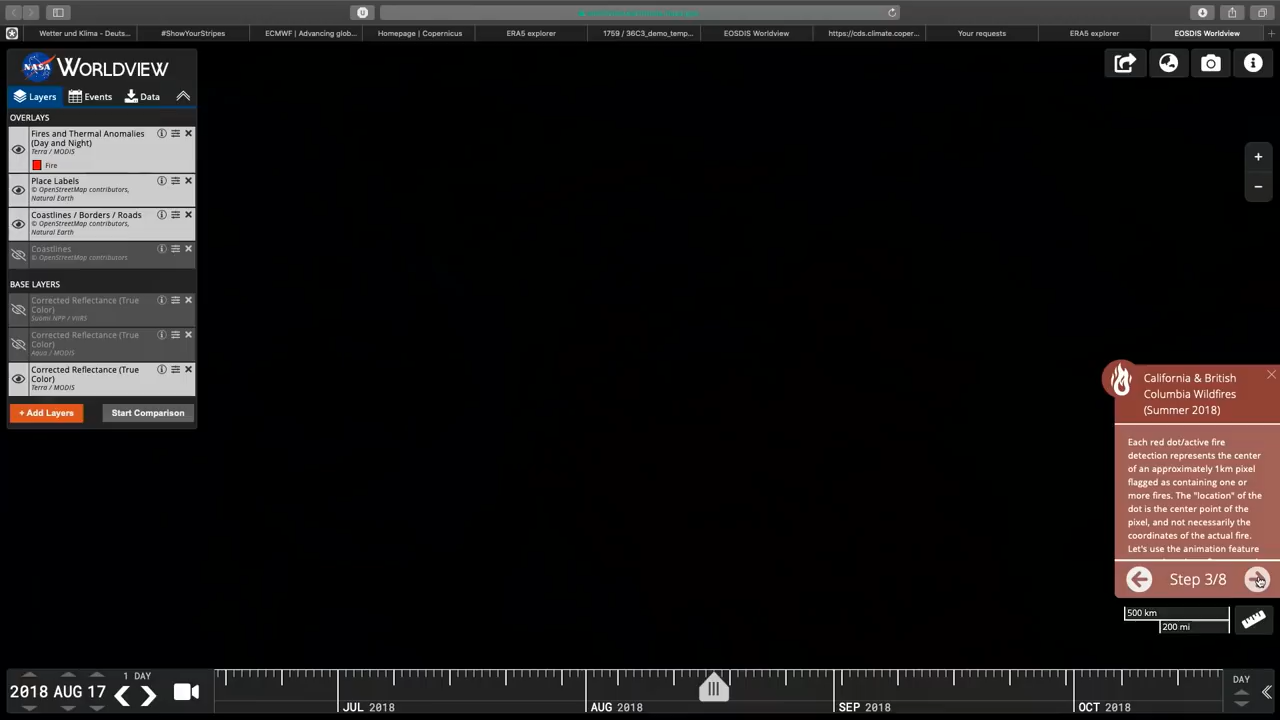 Wetter und Klima - Deuts...
#ShowYourStripes
ECMWF | Advancing glob...
Homepage | Copernicus
ERA5 explorer
1759 / 36C3_demo_temp...
EOSDIS Worldview
https://cds.climate.coper...
Your requests
ERA5 explorer
EOSDIS Worldview
NASA WORLDVIEW
Layers
Events
Data
OVERLAYS
Fires and Thermal Anomalies
(Day and Night)
Terra / MODIS
Fire
Place Labels
© OpenStreetMap contributors,
Natural Earth
Coastlines / Borders / Roads
© OpenStreetMap contributors,
Natural Earth
Coastlines
© OpenStreetMap contributors
BASE LAYERS
Corrected Reflectance (True
Color)
Suomi NPP / VIIRS
Corrected Reflectance (True
Color)
Aqua / MODIS
Corrected Reflectance (True
Color)
Terra / MODIS
+ Add Layers
Start Comparison
California & British
Columbia Wildfires
(Summer 2018)
Each red dot/active fire
detection represents the center
of an approximately 1km pixel
flagged as containing one or
more fires. The "location" of the
dot is the center point of the
pixel, and not necessarily the
coordinates of the actual fire.
Let's use the animation feature
Step 3/8
500 km
200 mi
1 DAY
2018 AUG 17
JUL 2018
AUG 2018
SEP 2018
OCT 2018
DAY